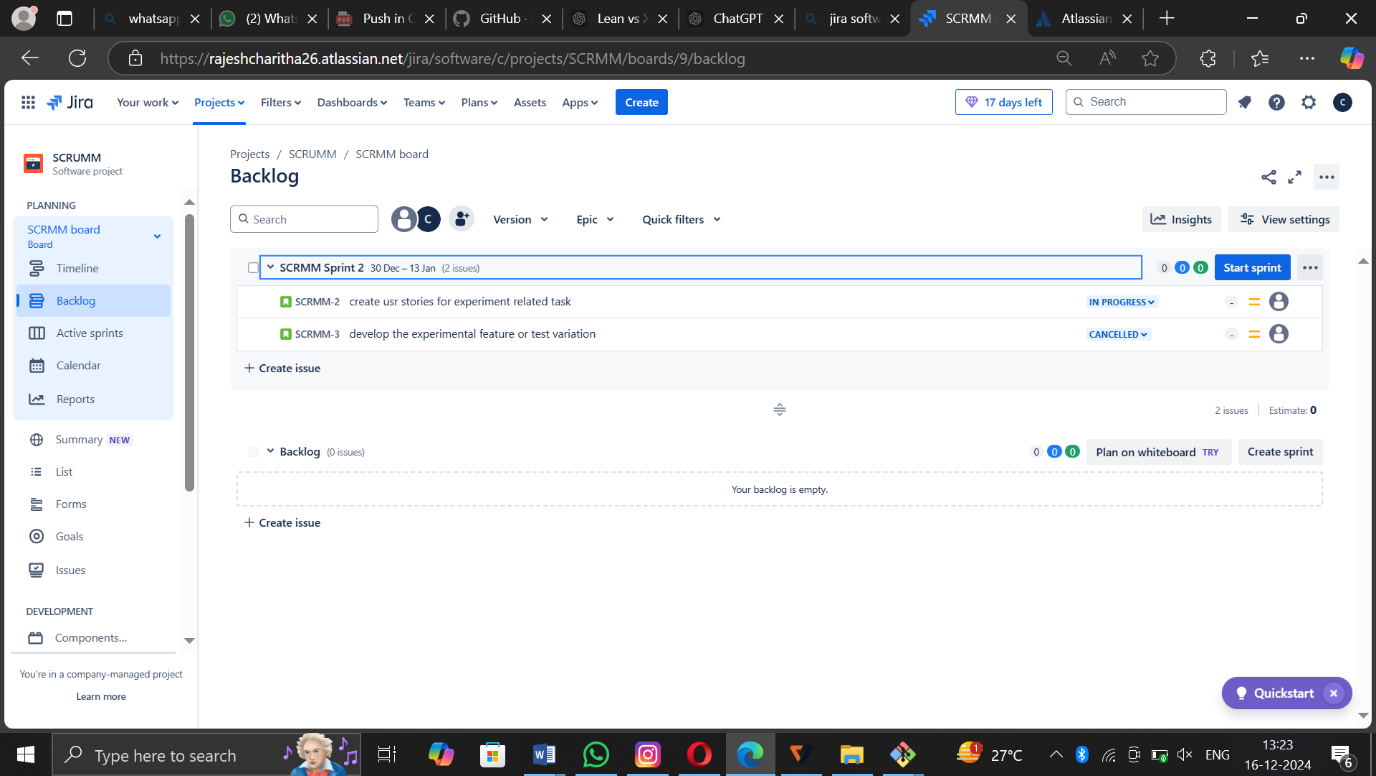 whatsapp
(2) What
Push in G
GitHub -
Lean vs X
ChatGPT
jira softw
SCRMM
Atlassian
https://rajeshcharitha26.atlassian.net/jira/software/c/projects/SCRMM/boards/9/backlog
Jira Your work Projects Filters Dashboards Teams Plans Assets Apps Create 17 days left Search C
SCRUMM
Software project
PLANNING
SCRMM board
Board
Timeline
Backlog
Active sprints
Calendar
Reports
Summary NEW
List
Forms
Goals
Issues
DEVELOPMENT
Components...
You're in a company-managed project
Learn more
Projects / SCRUMM / SCRMM board
Backlog
Search C Version Epic Quick filters Insights View settings
SCRMM Sprint 2 30 Dec – 13 Jan (2 issues) 0 0 0 Start sprint
SCRMM-2 create usr stories for experiment related task IN PROGRESS -
SCRMM-3 develop the experimental feature or test variation CANCELLED -
+ Create issue
2 issues Estimate: 0
Backlog (0 issues) 0 0 0 Plan on whiteboard TRY Create sprint
Your backlog is empty.
+ Create issue
Quickstart
Type here to search
1 27°C ENG 13:23
16-12-2024 6